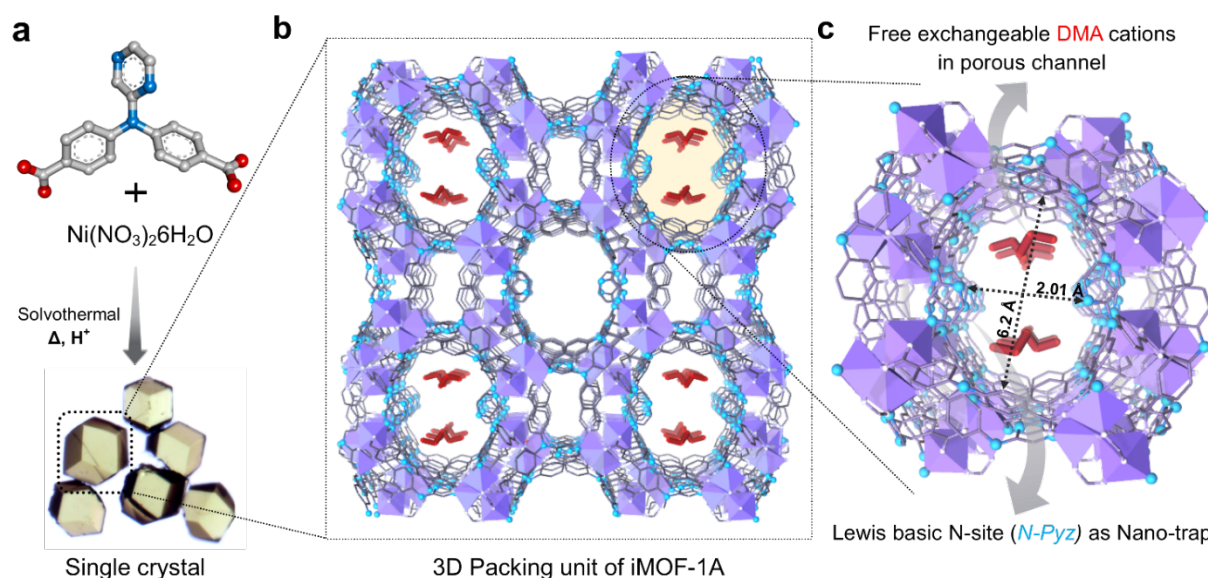 a
+
Ni(NO₃)₂6H₂O
Solvothermal
Δ, H⁺
Single crystal
b
3D Packing unit of iMOF-1A
c
Free exchangeable DMA cations
in porous channel
2.01 Å
6.2 Å
Lewis basic N-site (N-Pyz) as Nano-trap